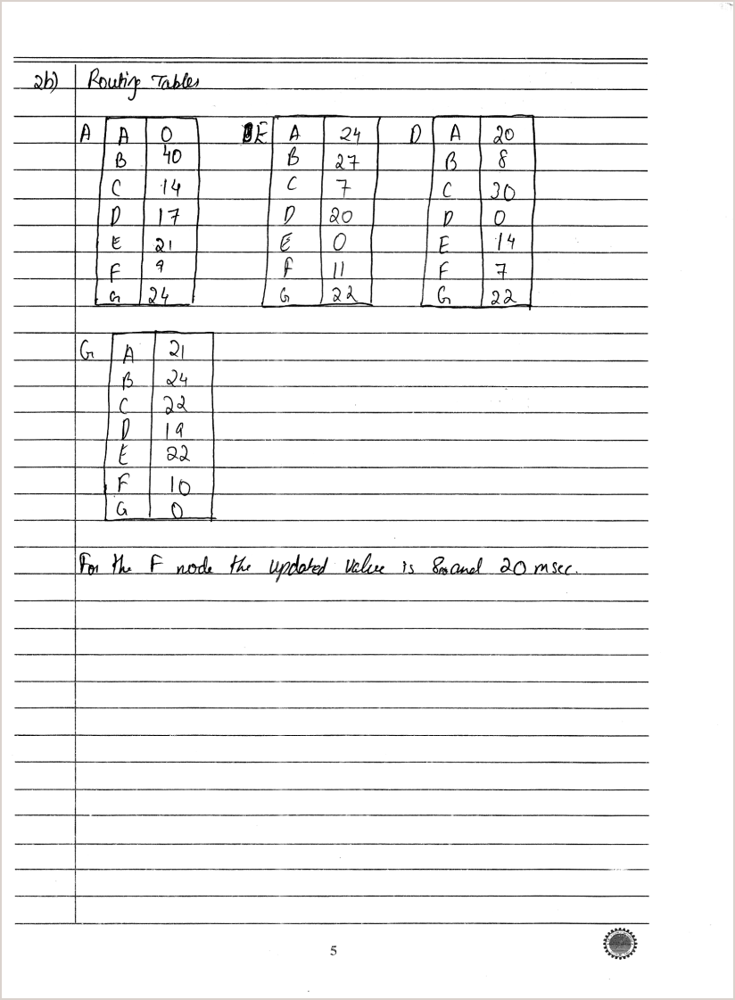 2b) Routing Tables
A A 0 E A 24 D A 20
B 40 B 27 B 8
C 14 C 7 C 30
D 17 D 20 D 0
E 21 E 0 E 14
F 9 F 11 F 7
G 24 G 22 G 22
G A 21
B 24
C 22
D 19
E 22
F 10
G 0
For the F node the updated value is 8m and 20 msec.
5